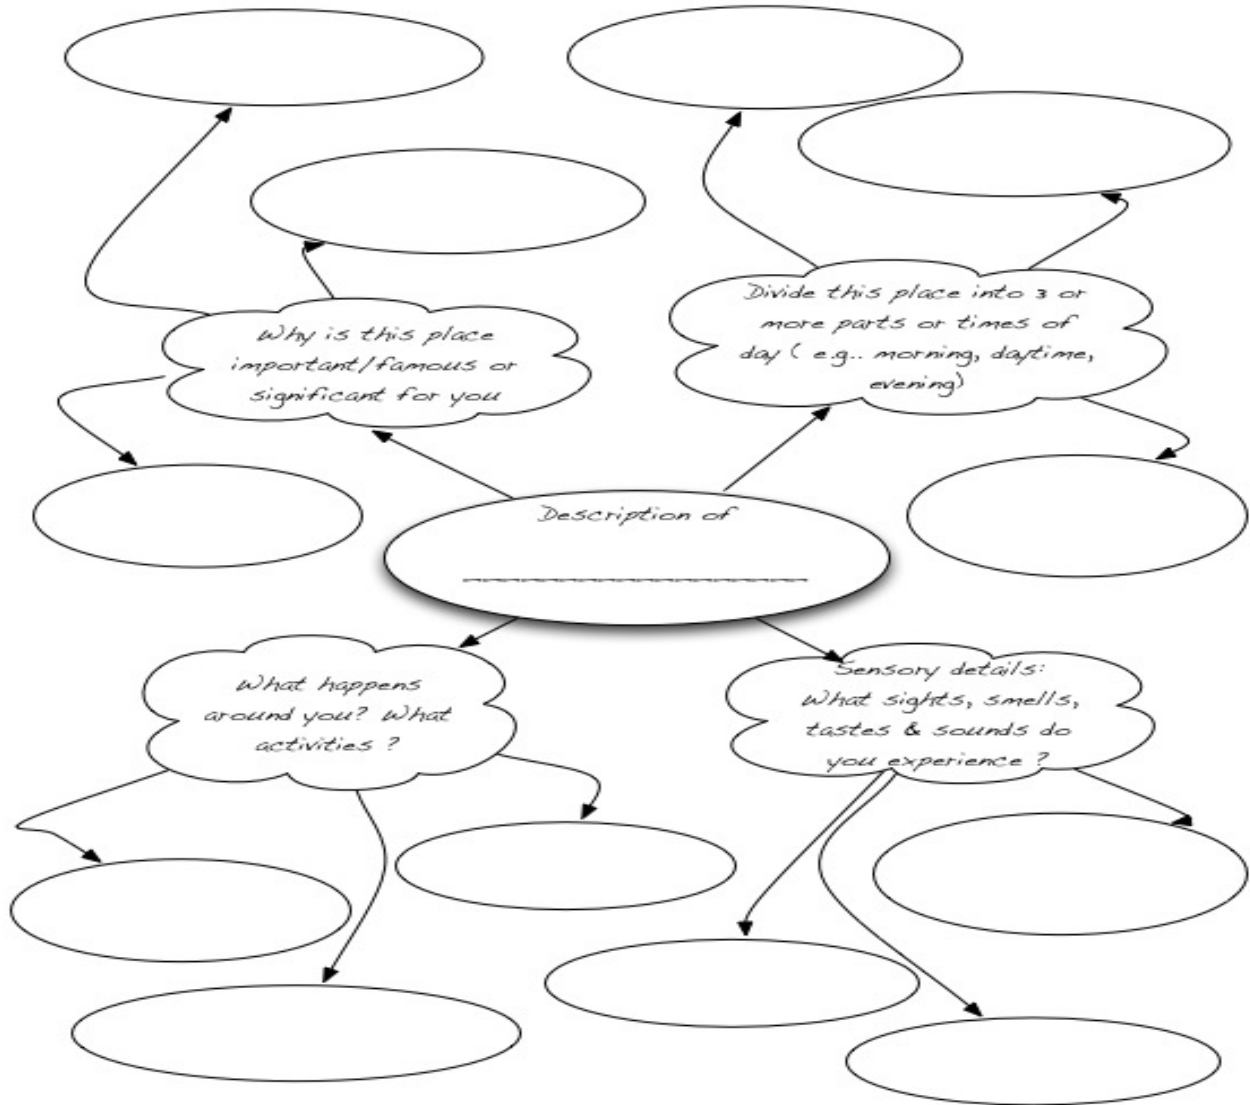 Divide this place into 3 or
more parts or times of
day ( e.g.. morning, daytime,
evening)
Why is this place
important/famous or
significant for you
Description of
____________________
What happens
around you? What
activities ?
Sensory details:
What sights, smells,
tastes & sounds do
you experience ?